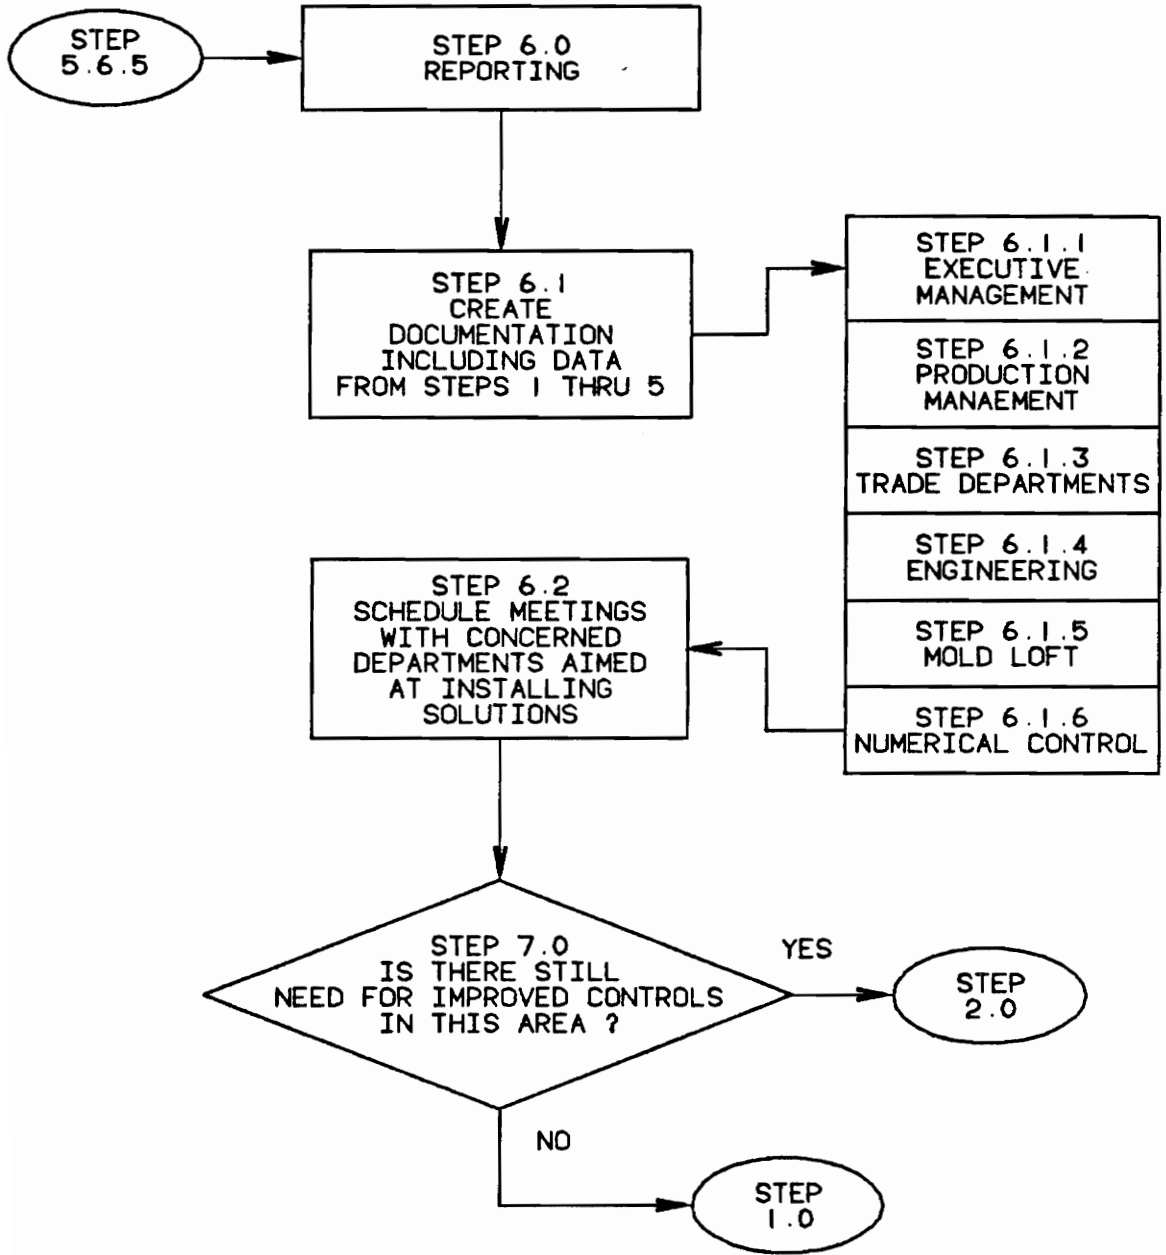 STEP
5.6.5
STEP 6.0
REPORTING
STEP 6.1
CREATE
DOCUMENTATION
INCLUDING DATA
FROM STEPS 1 THRU 5
STEP 6.1.1
EXECUTIVE
MANAGEMENT
STEP 6.1.2
PRODUCTION
MANAEMENT
STEP 6.1.3
TRADE DEPARTMENTS
STEP 6.1.4
ENGINEERING
STEP 6.1.5
MOLD LOFT
STEP 6.1.6
NUMERICAL CONTROL
STEP 6.2
SCHEDULE MEETINGS
WITH CONCERNED
DEPARTMENTS AIMED
AT INSTALLING
SOLUTIONS
STEP 7.0
IS THERE STILL
NEED FOR IMPROVED CONTROLS
IN THIS AREA ?
YES
STEP
2.0
NO
STEP
1.0